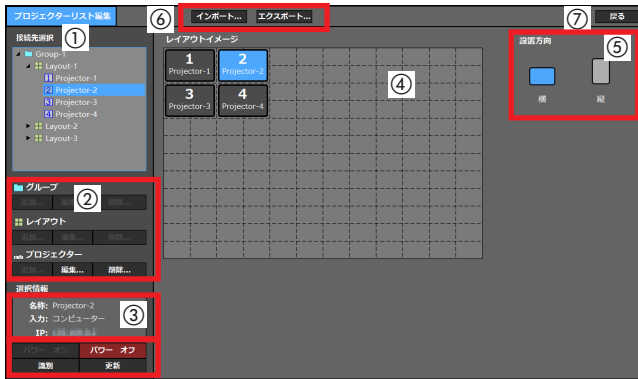 プロジェクターリスト編集
⑥
インポート...
エクスポート...
⑦
戻る
接続先選択
①
Group-1
Layout-1
1 Projector-1
2 Projector-2
3 Projector-3
4 Projector-4
Layout-2
Layout-3
レイアウトイメージ
1 2
Projector-1 Projector-2
3 4
Projector-3 Projector-4
④
設置方向
⑤
横 縦
グループ
②
追加... 編集... 削除...
レイアウト
追加... 編集... 削除...
プロジェクター
追加... 編集... 削除...
選択情報
名称: Projector-2
入力: コンピューター
IP:
③
パワー オン パワー オフ
識別 更新